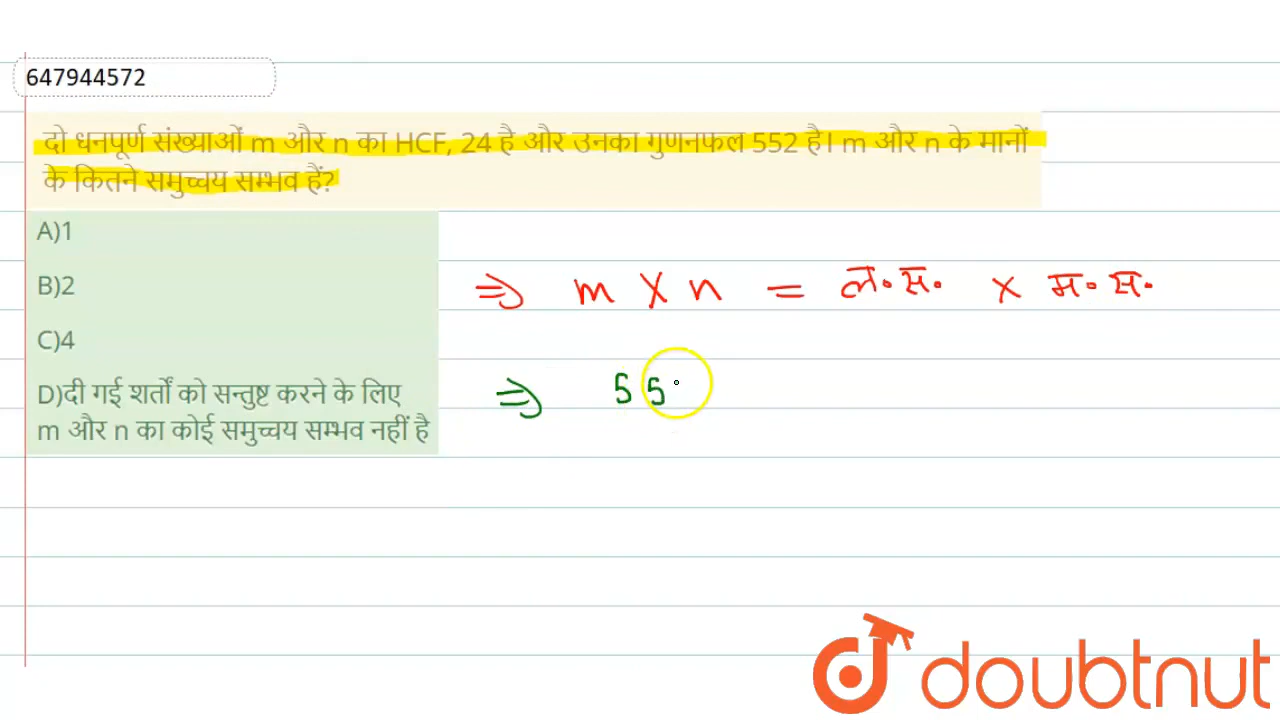 647944572
दो धनपूर्ण संख्याओं m और n का HCF, 24 है और उनका गुणनफल 552 है। m और n के मानों
के कितने समुच्चय सम्भव हैं?
A)1
B)2
C)4
D)दी गई शर्तों को सन्तुष्ट करने के लिए
m और n का कोई समुच्चय सम्भव नहीं है
⇒ m X n = ल॰स॰ × म॰स॰
⇒ 55
doubtnut